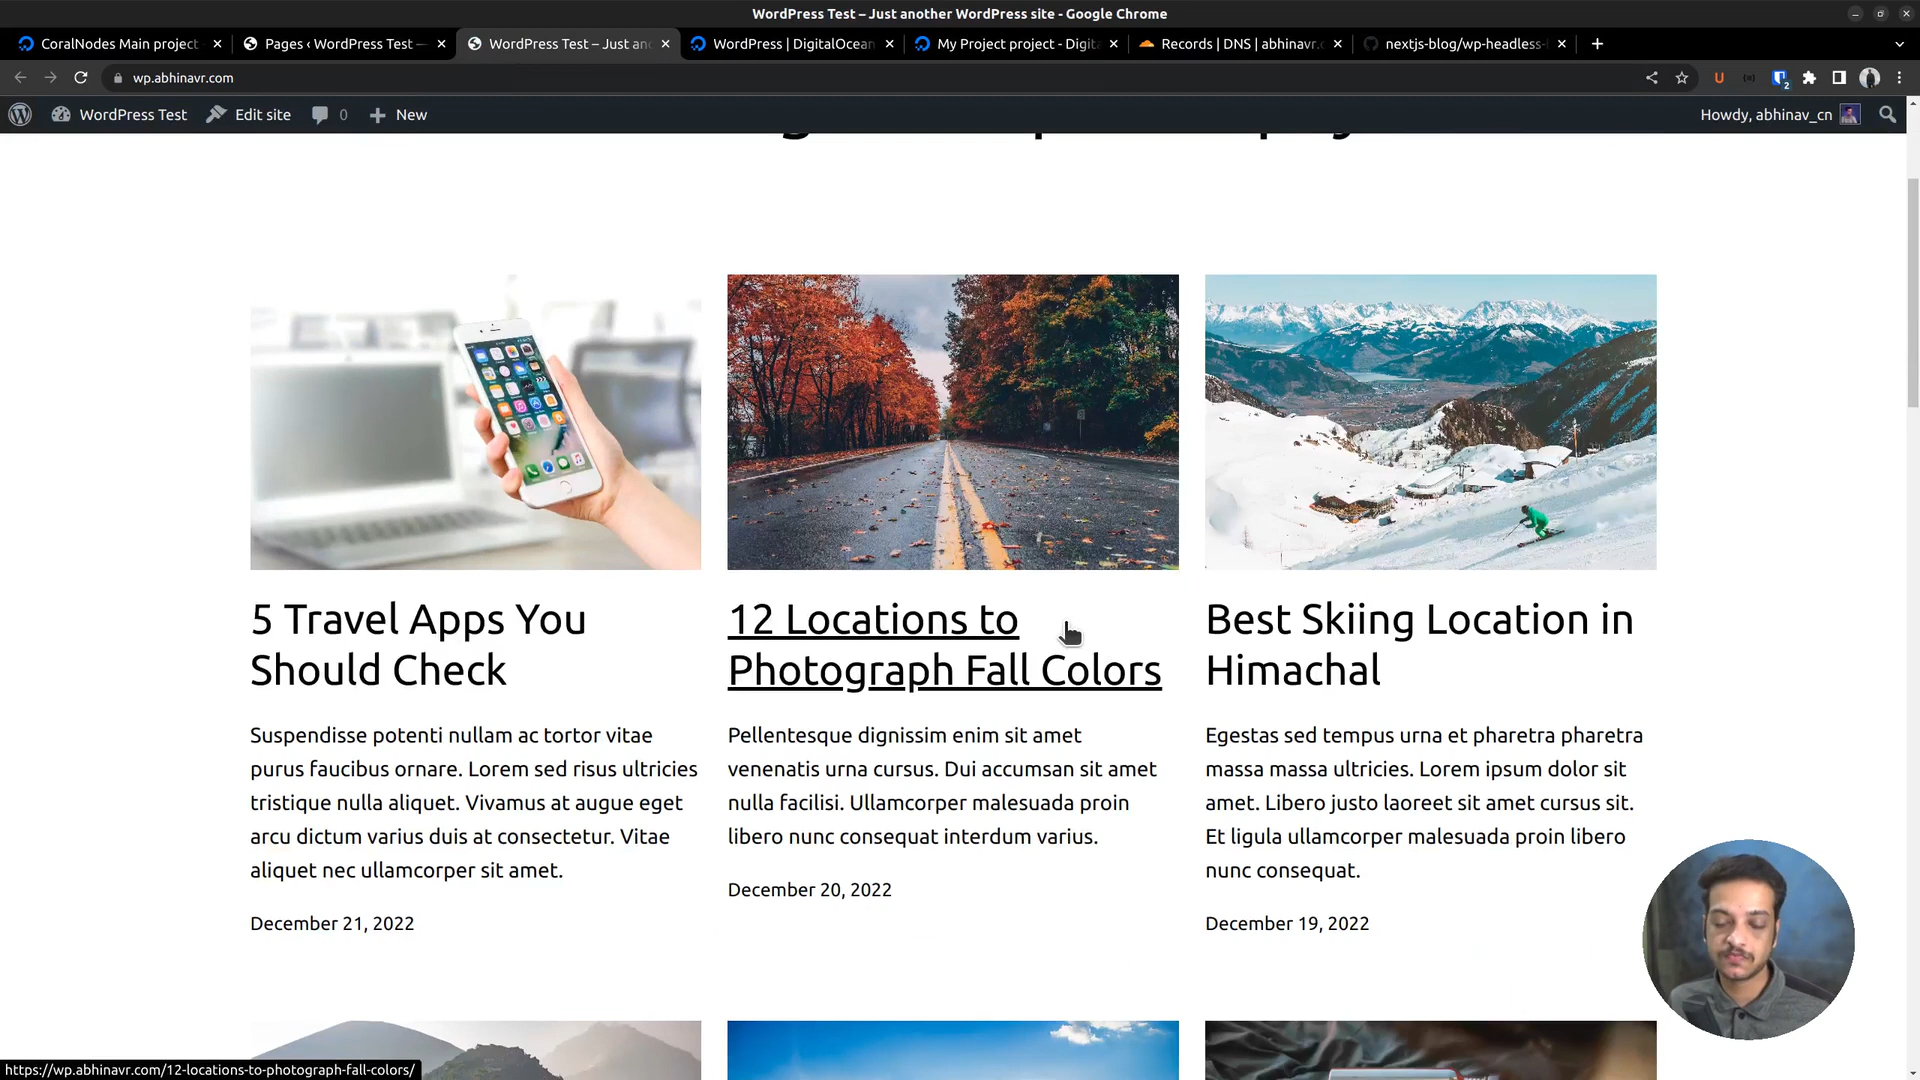 WordPress Test – Just another WordPress site - Google Chrome
CoralNodes Main project
Pages ‹ WordPress Test —
WordPress Test – Just an
WordPress | DigitalOcean
My Project project - Digita
Records | DNS | abhinavr.c
nextjs-blog/wp-headless-
wp.abhinavr.com
WordPress Test
Edit site
0
New
Howdy, abhinav_cn
5 Travel Apps You
Should Check
Suspendisse potenti nullam ac tortor vitae
purus faucibus ornare. Lorem sed risus ultricies
tristique nulla aliquet. Vivamus at augue eget
arcu dictum varius duis at consectetur. Vitae
aliquet nec ullamcorper sit amet.
December 21, 2022
12 Locations to
Photograph Fall Colors
Pellentesque dignissim enim sit amet
venenatis urna cursus. Dui accumsan sit amet
nulla facilisi. Ullamcorper malesuada proin
libero nunc consequat interdum varius.
December 20, 2022
Best Skiing Location in
Himachal
Egestas sed tempus urna et pharetra pharetra
massa massa ultricies. Lorem ipsum dolor sit
amet. Libero justo laoreet sit amet cursus sit.
Et ligula ullamcorper malesuada proin libero
nunc consequat.
December 19, 2022
https://wp.abhinavr.com/12-locations-to-photograph-fall-colors/